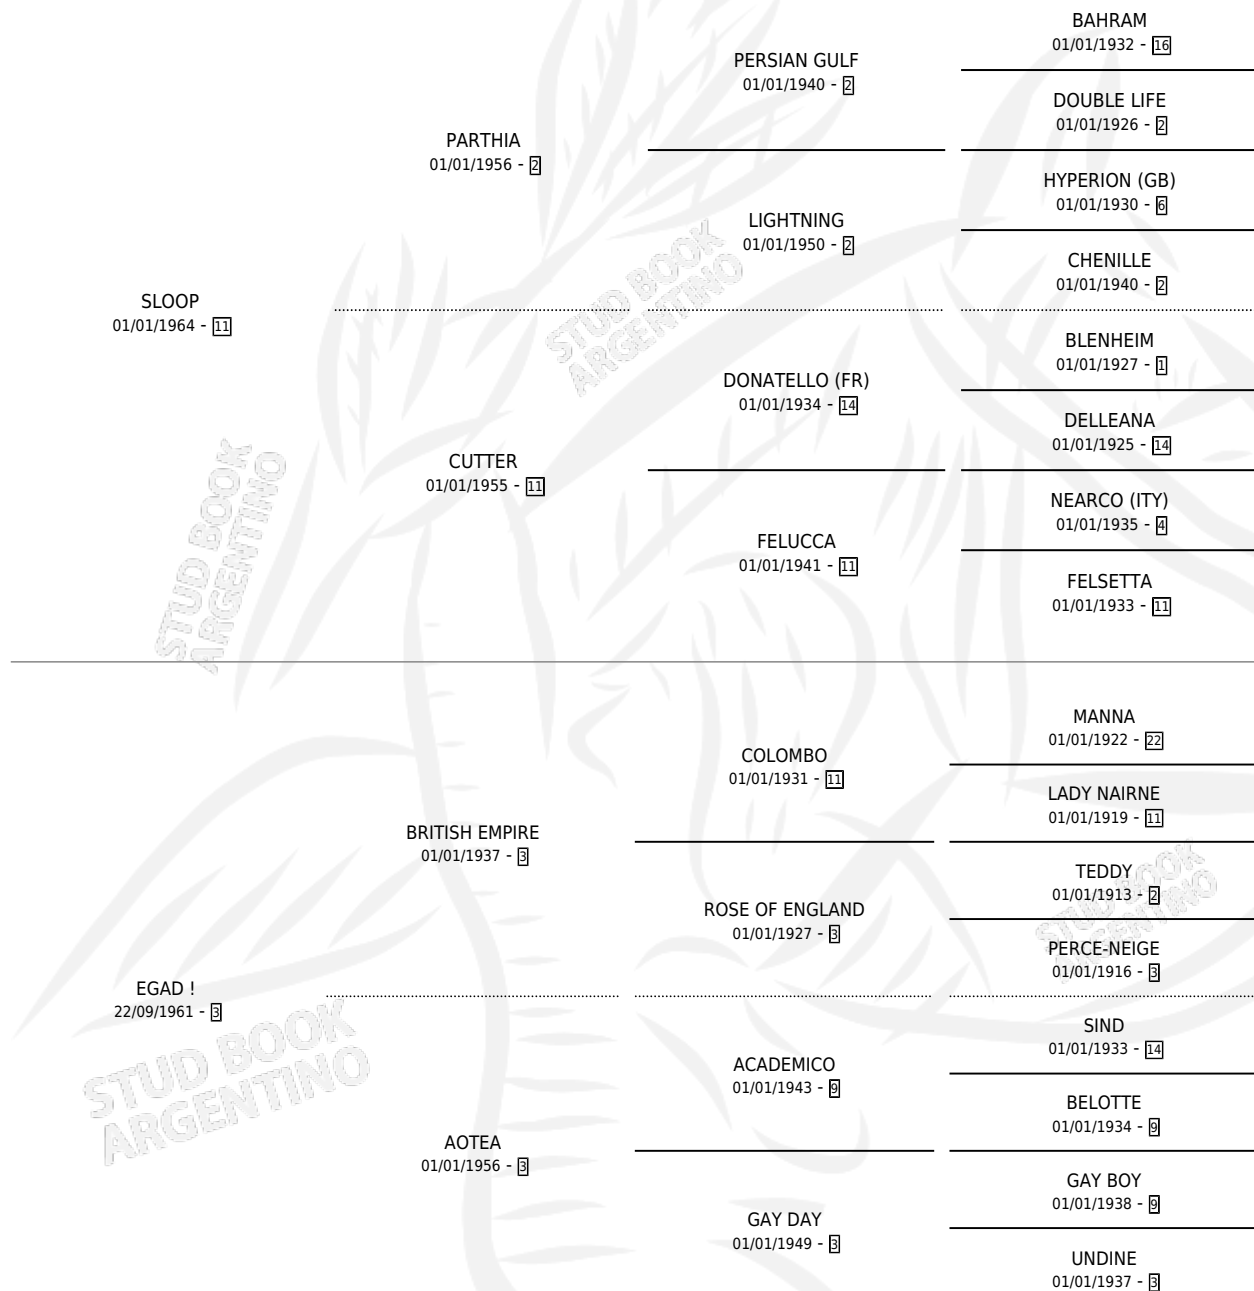 BAHRAM
01/01/1932 - 16
PERSIAN GULF
01/01/1940 - 2
DOUBLE LIFE
01/01/1926 - 2
PARTHIA
01/01/1956 - 2
HYPERION (GB)
01/01/1930 - 6
LIGHTNING
01/01/1950 - 2
CHENILLE
01/01/1940 - 2
SLOOP
01/01/1964 - 11
BLENHEIM
01/01/1927 - 1
DONATELLO (FR)
01/01/1934 - 14
DELLEANA
01/01/1925 - 14
CUTTER
01/01/1955 - 11
NEARCO (ITY)
01/01/1935 - 4
FELUCCA
01/01/1941 - 11
FELSETTA
01/01/1933 - 11
MANNA
01/01/1922 - 22
COLOMBO
01/01/1931 - 11
LADY NAIRNE
01/01/1919 - 11
BRITISH EMPIRE
01/01/1937 - 3
TEDDY
01/01/1913 - 2
ROSE OF ENGLAND
01/01/1927 - 3
PERCE-NEIGE
01/01/1916 - 3
EGAD !
22/09/1961 - 3
SIND
01/01/1933 - 14
ACADEMICO
01/01/1943 - 9
BELOTTE
01/01/1934 - 9
AOTEA
01/01/1956 - 3
GAY BOY
01/01/1938 - 9
GAY DAY
01/01/1949 - 3
UNDINE
01/01/1937 - 3
STUD BOOK
ARGENTINO
STUD BOOK
ARGENTINO
STUD BOOK
ARGENTINO
STUD BOOK
ARGENTINO